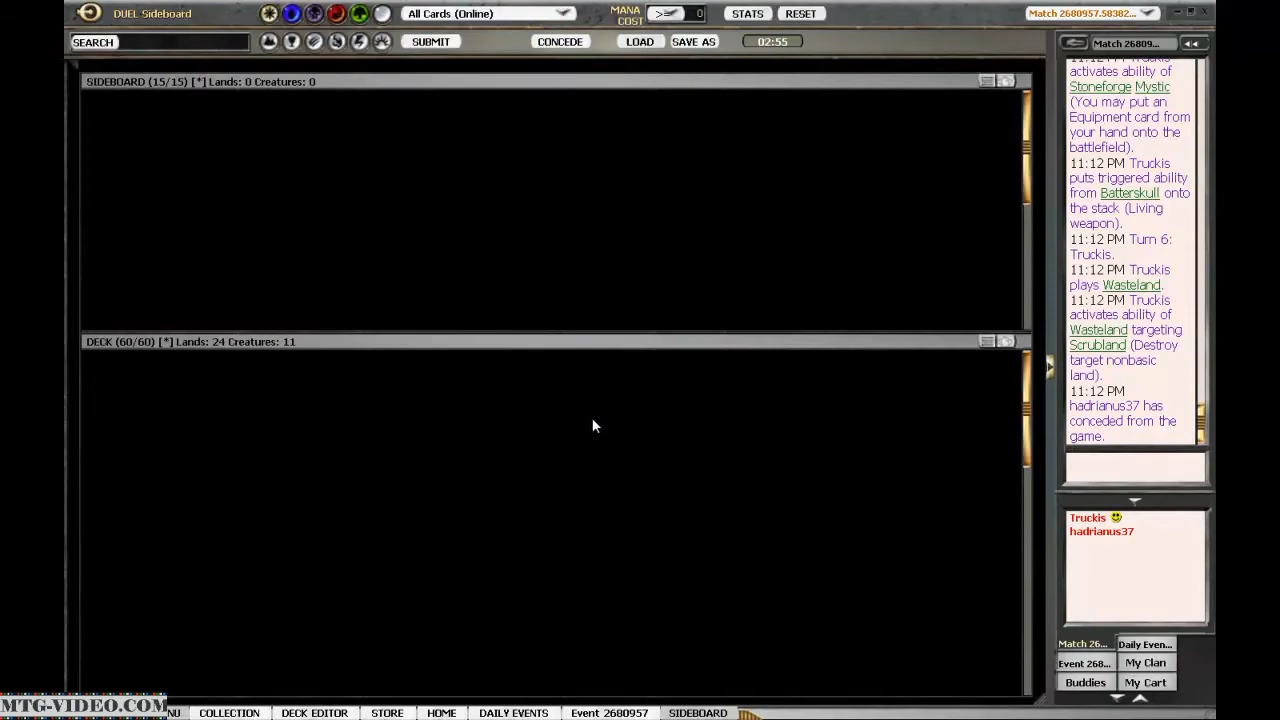 DUEL Sideboard
All Cards (Online)
MANA COST
>=
0
STATS
RESET
Match 2680957.58382...
SEARCH
SUBMIT
CONCEDE
LOAD
SAVE AS
02:55
Match 26809...
SIDEBOARD (15/15) [*] Lands: 0 Creatures: 0
DECK (60/60) [*] Lands: 24 Creatures: 11
activates ability of
Stoneforge Mystic
(You may put an
Equipment card from
your hand onto the
battlefield).
11:12 PM Truckis
puts triggered ability
from Batterskull onto
the stack (Living
weapon).
11:12 PM Turn 6:
Truckis.
11:12 PM Truckis
plays Wasteland.
11:12 PM Truckis
activates ability of
Wasteland targeting
Scrubland (Destroy
target nonbasic
land).
11:12 PM
hadrianus37 has
conceded from the
game.
Truckis
hadrianus37
Match 26...
Daily Even...
Event 268...
My Clan
Buddies
My Cart
MTG-VIDEO.COM
NU
COLLECTION
DECK EDITOR
STORE
HOME
DAILY EVENTS
Event 2680957
SIDEBOARD